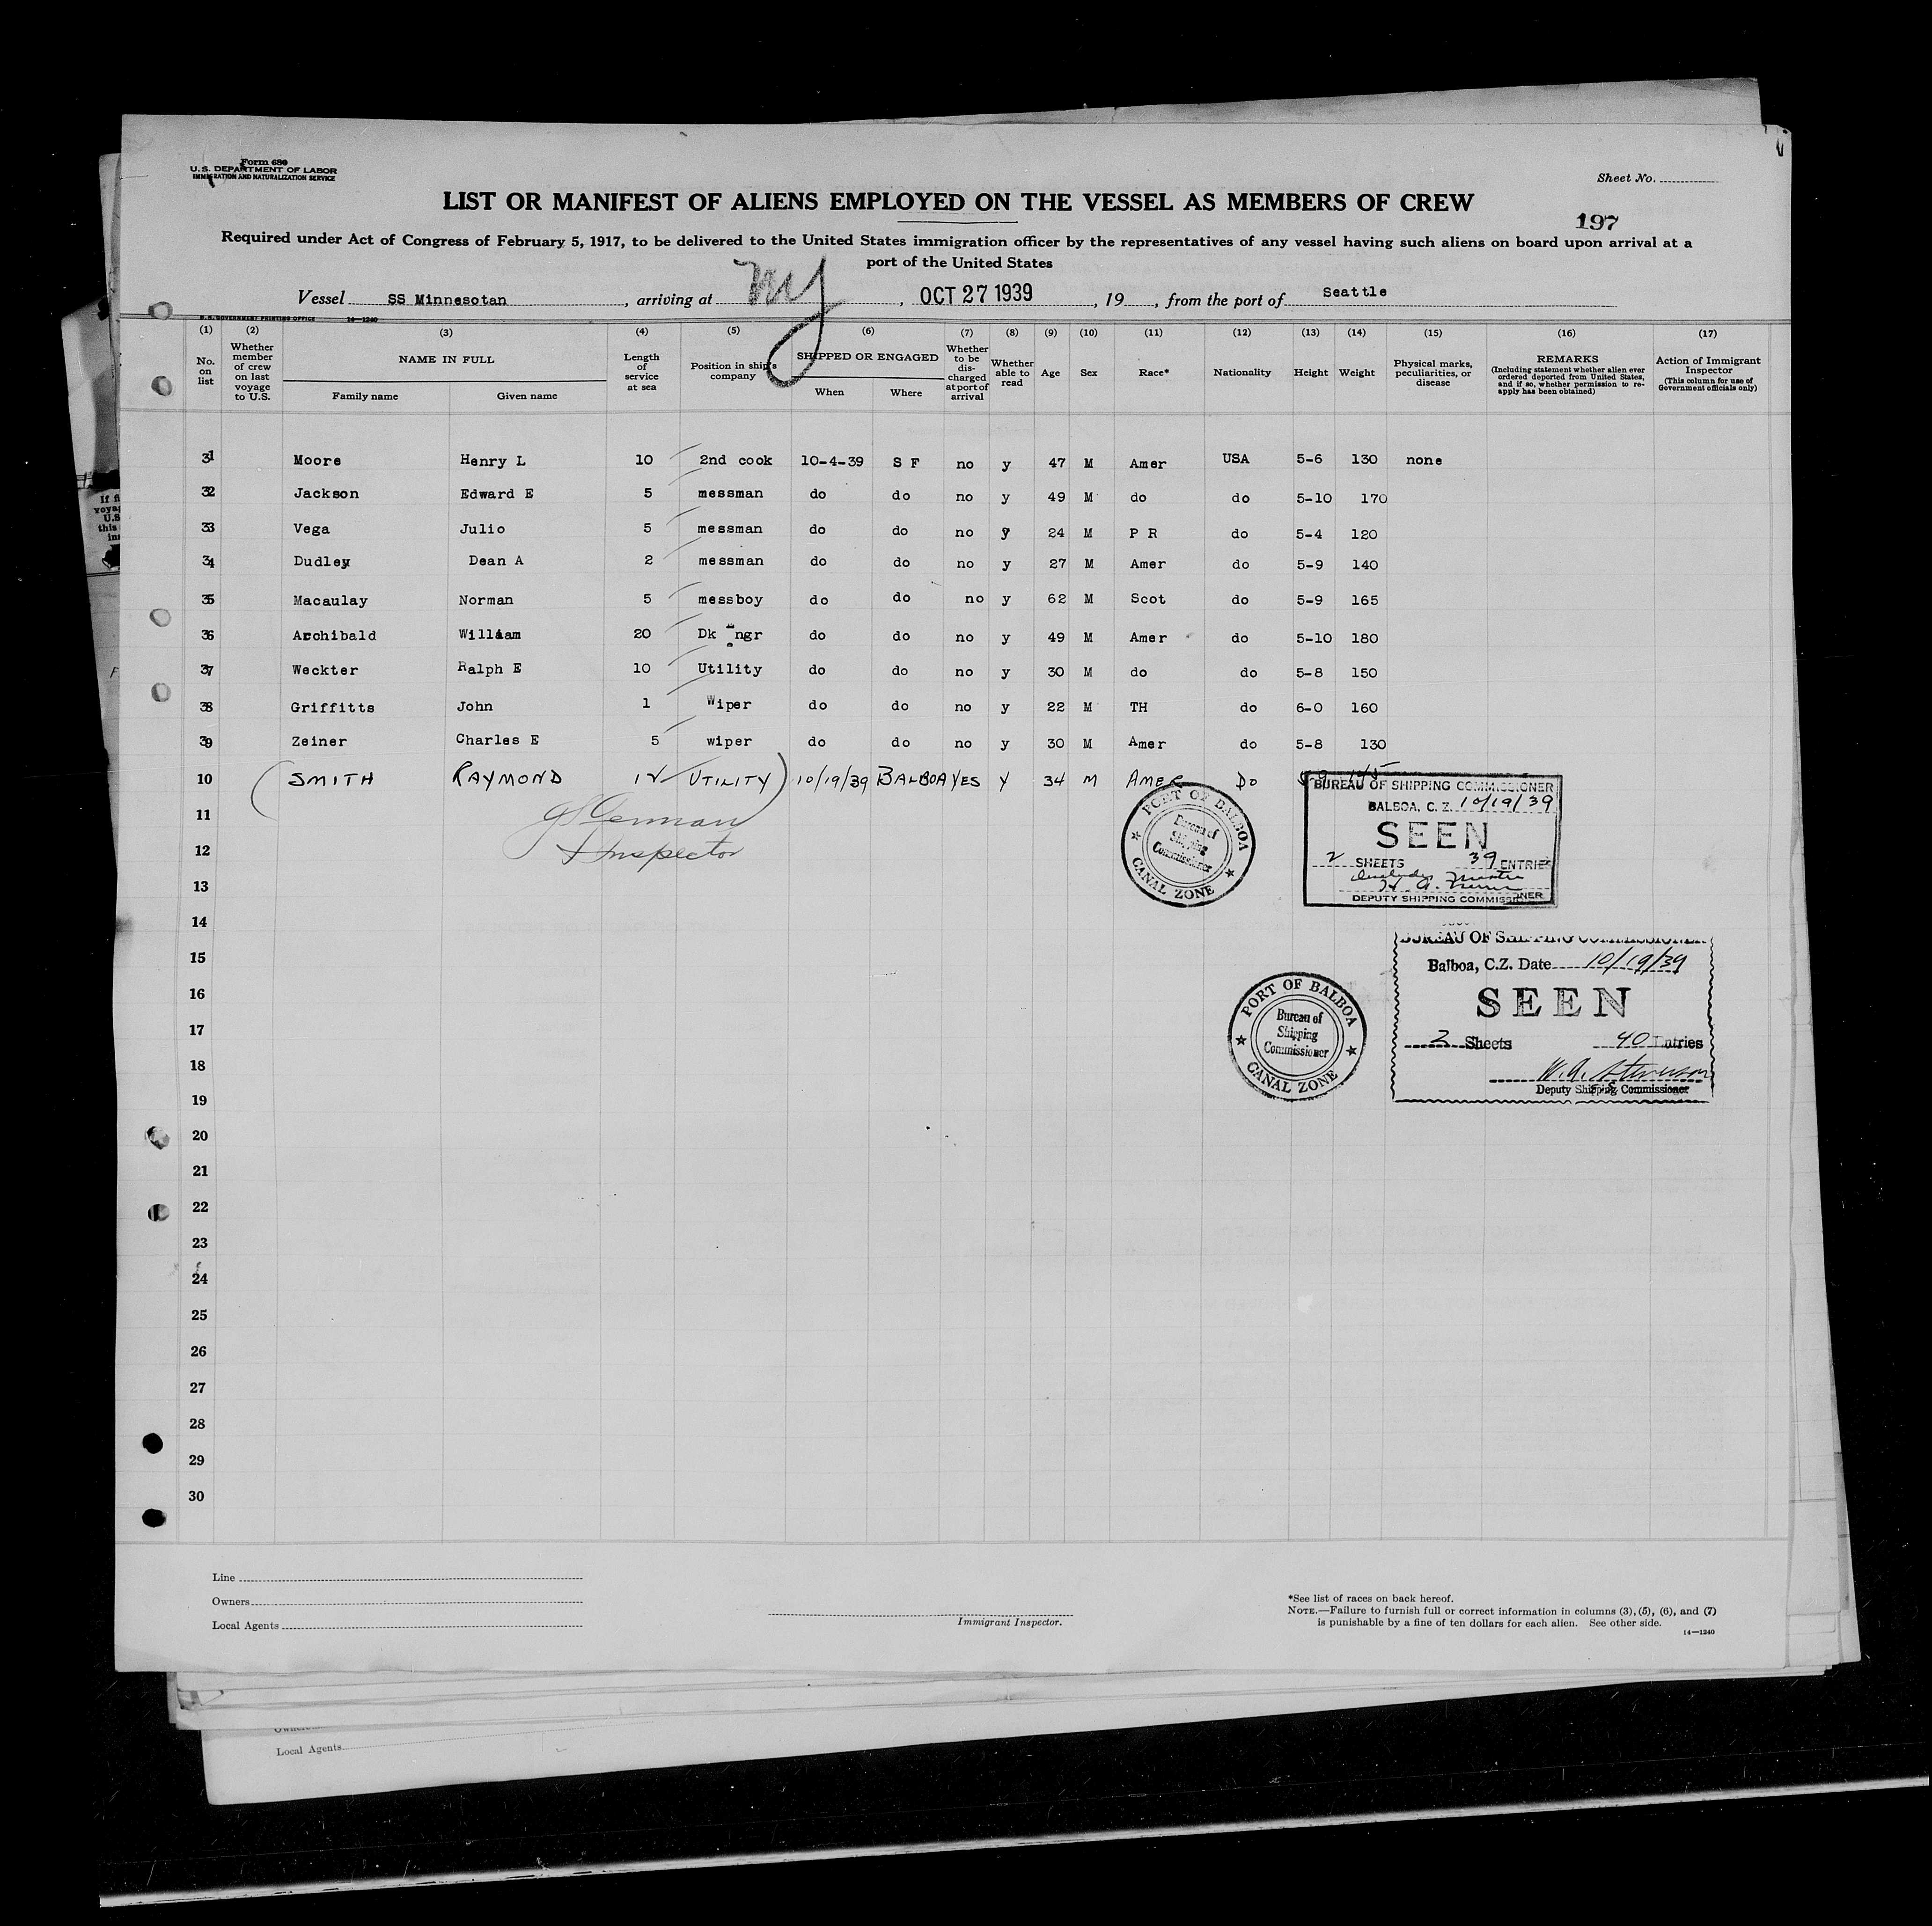 Form 680
U.S. DEPARTMENT OF LABOR
IMMIGRATION AND NATURALIZATION SERVICE
Sheet No.
LIST OR MANIFEST OF ALIENS EMPLOYED ON THE VESSEL AS MEMBERS OF CREW
197
Required under Act of Congress of February 5, 1917, to be delivered to the United States immigration officer by the representatives of any vessel having such aliens on board upon arrival at a
port of the United States
Vessel SS Minnesotan, arriving at NY, OCT 27 1939, 19, from the port of Seattle
U.S. GOVERNMENT PRINTING OFFICE 14—1240
(1) (2) (3) (4) (5) (6) (7) (8) (9) (10) (11) (12) (13) (14) (15) (16) (17)
No. on list
Whether member of crew on last voyage to U.S.
NAME IN FULL
Family name
Given name
Length of service at sea
Position in ship's company
SHIPPED OR ENGAGED
When
Where
Whether to be discharged at port of arrival
Whether able to read
Age
Sex
Race*
Nationality
Height
Weight
Physical marks, peculiarities, or disease
REMARKS
(Including statement whether alien ever ordered deported from United States, and if so, whether permission to reapply has been obtained)
Action of Immigrant Inspector
(This column for use of Government officials only)
31 Moore Henry L 10 2nd cook 10-4-39 S F no y 47 M Amer USA 5-6 130 none
32 Jackson Edward E 5 messman do do no y 49 M do do 5-10 170
33 Vega Julio 5 messman do do no y 24 M P R do 5-4 120
34 Dudley Dean A 2 messman do do no y 27 M Amer do 5-9 140
35 Macaulay Norman 5 messboy do do no y 62 M Scot do 5-9 165
36 Archibald William 20 Dk Engr do do no y 49 M Amer do 5-10 180
37 Weckter Ralph E 10 Utility do do no y 30 M do do 5-8 150
38 Griffitts John 1 Wiper do do no y 22 M TH do 6-0 160
39 Zeiner Charles E 5 wiper do do no y 30 M Amer do 5-8 130
10 (SMITH RAYMOND UTILITY) 10/19/39 BALBOA YES Y 34 M AMER Do
11
12 Inspector
13
14
15
16
17
18
19
20
21
22
23
24
25
26
27
28
29
30
PORT OF BALBOA
Bureau of
Shipping
Commissioner
CANAL ZONE
BUREAU OF SHIPPING COMMISSIONER
BALBOA, C. Z. 10/19/39
SEEN
2 SHEETS 39 ENTRIES
DEPUTY SHIPPING COMMISSIONER
BUREAU OF SHIPPING COMMISSIONER
Balboa, C.Z. Date 10/19/39
SEEN
2 Sheets 40 Entries
Deputy Shipping Commissioner
PORT OF BALBOA
Bureau of
Shipping
Commissioner
CANAL ZONE
Line
Owners
Local Agents
Immigrant Inspector.
*See list of races on back hereof.
NOTE.—Failure to furnish full or correct information in columns (3), (5), (6), and (7)
is punishable by a fine of ten dollars for each alien. See other side.
14—1240
Owners
Local Agents